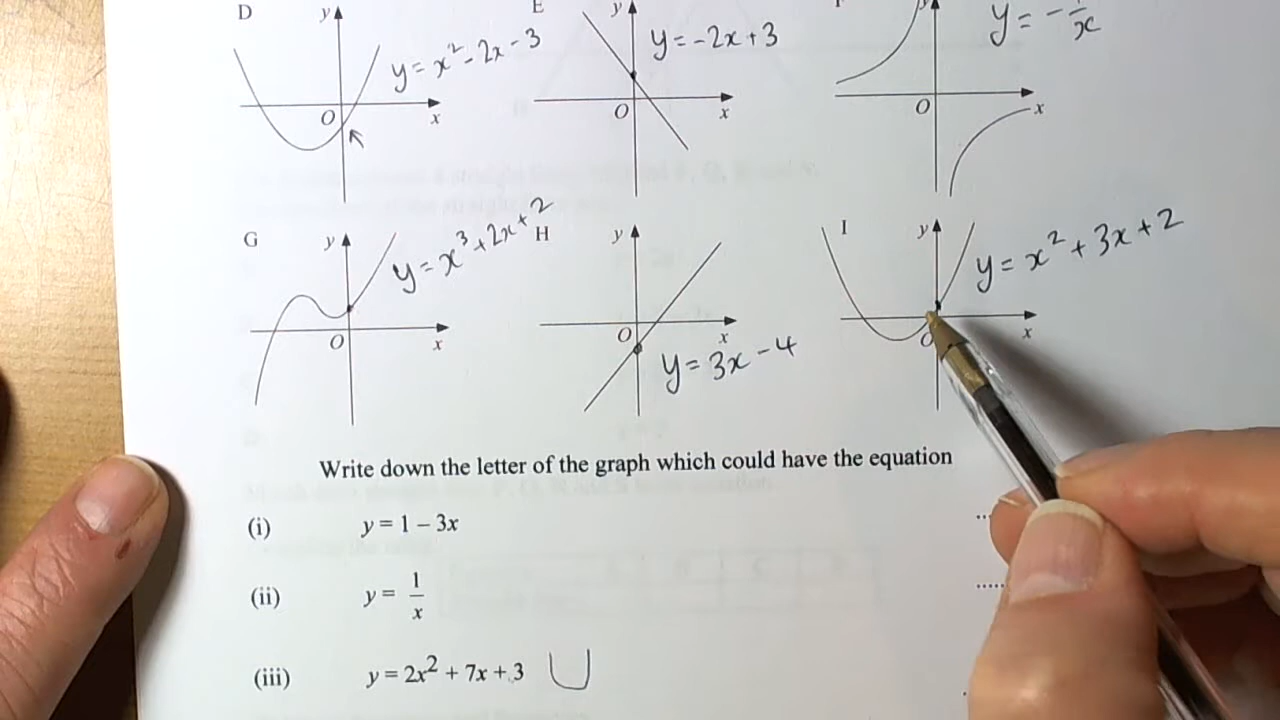 D y y = x² - 2x - 3 x O
E y y = -2x + 3 x O
y = - 1/x O x
G y y = x³ + 2x + 2 O x
H y O x y = 3x - 4
I y y = x² + 3x + 2 O x
Write down the letter of the graph which could have the equation
(i) y = 1 – 3x
(ii) y = 1/x
(iii) y = 2x² + 7x + 3